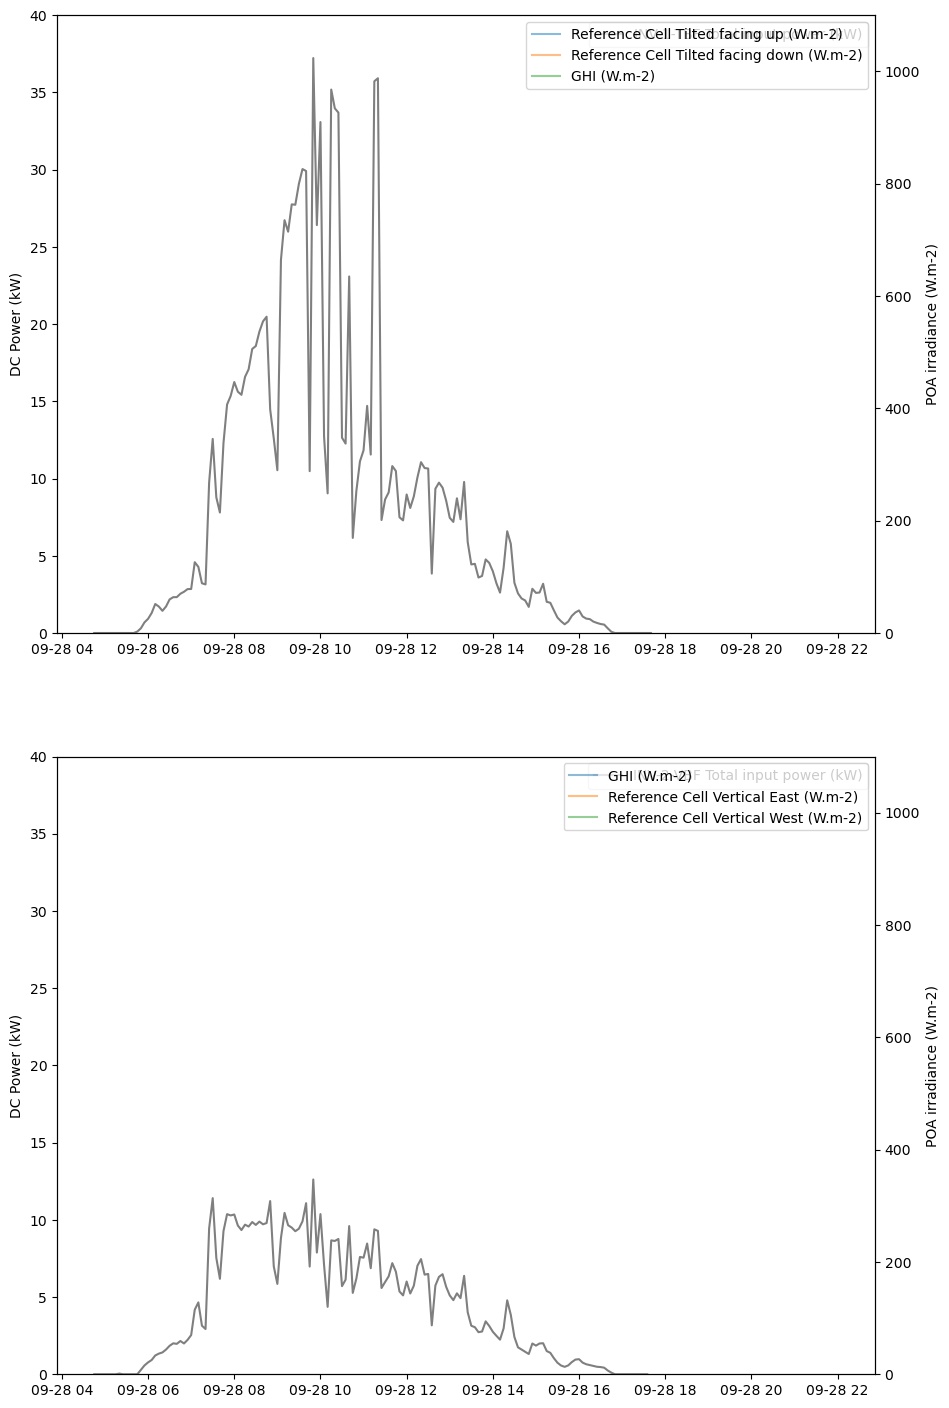 40
35
30
25
20
15
10
5
0
DC Power (kW)
Reference Cell Tilted facing up (W.m-2)
Reference Cell Tilted facing down (W.m-2)
GHI (W.m-2)
1000
800
600
400
200
0
POA irradiance (W.m-2)
09-28 04 09-28 06 09-28 08 09-28 10 09-28 12 09-28 14 09-28 16 09-28 18 09-28 20 09-28 22
40
35
30
25
20
15
10
5
0
DC Power (kW)
GHI (W.m-2) Total input power (kW)
Reference Cell Vertical East (W.m-2)
Reference Cell Vertical West (W.m-2)
1000
800
600
400
200
0
POA irradiance (W.m-2)
09-28 04 09-28 06 09-28 08 09-28 10 09-28 12 09-28 14 09-28 16 09-28 18 09-28 20 09-28 22